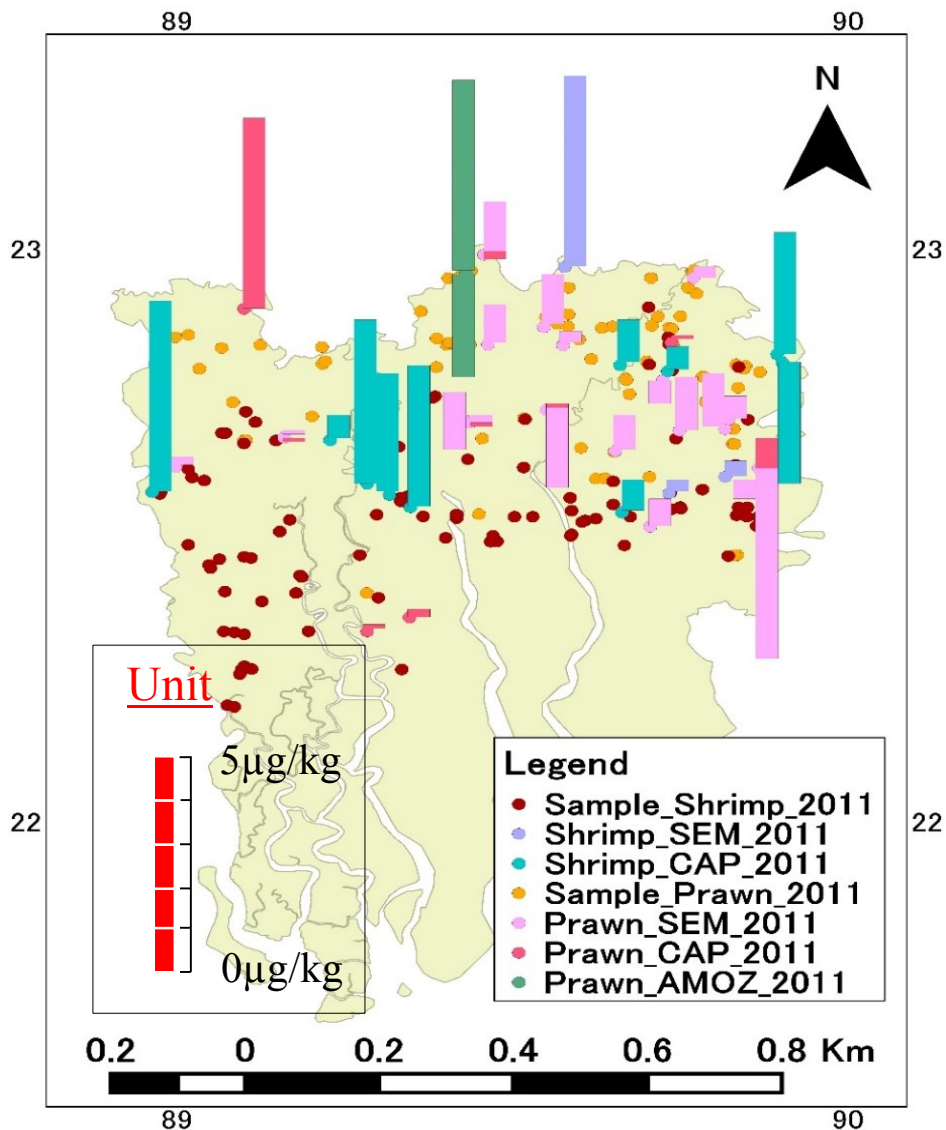 89 90
N
23 23
Unit
5µg/kg
0µg/kg
22 22
Legend
Sample_Shrimp_2011
Shrimp_SEM_2011
Shrimp_CAP_2011
Sample_Prawn_2011
Prawn_SEM_2011
Prawn_CAP_2011
Prawn_AMOZ_2011
0.2 0 0.2 0.4 0.6 0.8 Km
89 90